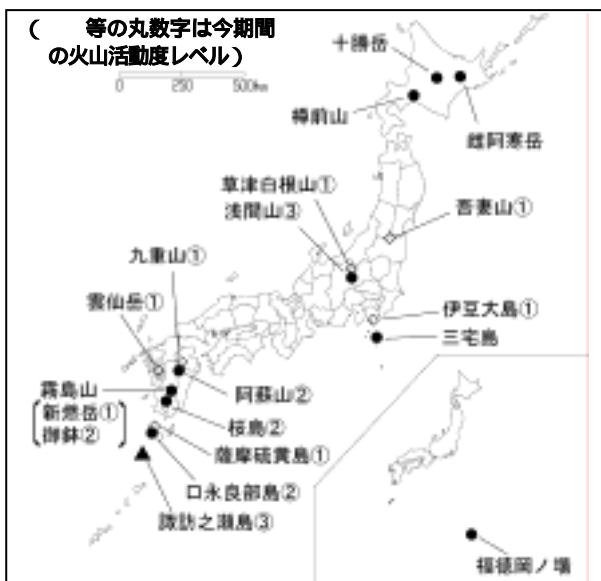 (　　等の丸数字は今期間
の火山活動度レベル)
0 250 500km
十勝岳
樽前山
雌阿寒岳
草津白根山①
浅間山③
吾妻山①
九重山①
雲仙岳①
伊豆大島①
三宅島
霧島山
新燃岳①
御鉢②
阿蘇山②
桜島②
薩摩硫黄島①
口永良部島②
諏訪之瀬島③
福徳岡ノ場